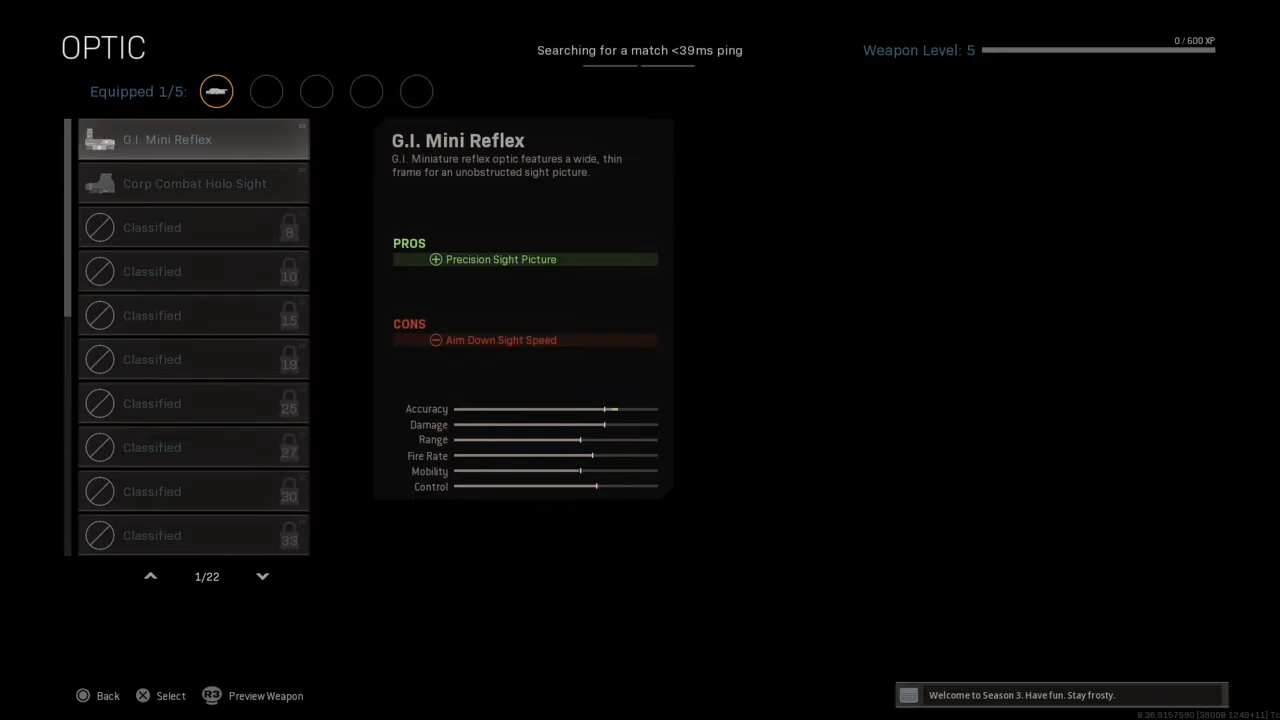 OPTIC
Searching for a match <39ms ping
Weapon Level: 5
0 / 600 XP
Equipped 1/5:
G.I. Mini Reflex
Corp Combat Holo Sight
Classified 8
Classified 10
Classified 15
Classified 19
Classified 25
Classified 27
Classified 30
Classified 33
1/22
G.I. Mini Reflex
G.I. Miniature reflex optic features a wide, thin
frame for an unobstructed sight picture.
PROS
Precision Sight Picture
CONS
Aim Down Sight Speed
Accuracy
Damage
Range
Fire Rate
Mobility
Control
Back
Select
R3 Preview Weapon
Welcome to Season 3. Have fun. Stay frosty.